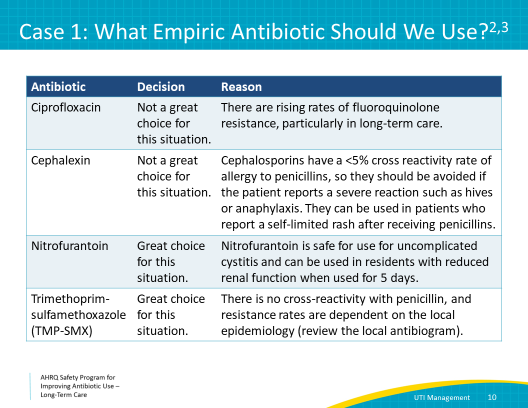 Case 1: What Empiric Antibiotic Should We Use?2,3
Antibiotic Decision Reason
Ciprofloxacin Not a great There are rising rates of fluoroquinolone
choice for resistance, particularly in long-term care.
this situation.
Cephalexin Not a great Cephalosporins have a <5% cross reactivity rate of
choice for allergy to penicillins, so they should be avoided if
this situation. the patient reports a severe reaction such as hives
or anaphylaxis. They can be used in patients who
report a self-limited rash after receiving penicillins.
Nitrofurantoin Great choice Nitrofurantoin is safe for use for uncomplicated
for this cystitis and can be used in residents with reduced
situation. renal function when used for 5 days.
Trimethoprim- Great choice There is no cross-reactivity with penicillin, and
sulfamethoxazole for this resistance rates are dependent on the local
(TMP-SMX) situation. epidemiology (review the local antibiogram).
AHRQ Safety Program for
Improving Antibiotic Use –
Long-Term Care
UTI Management 10